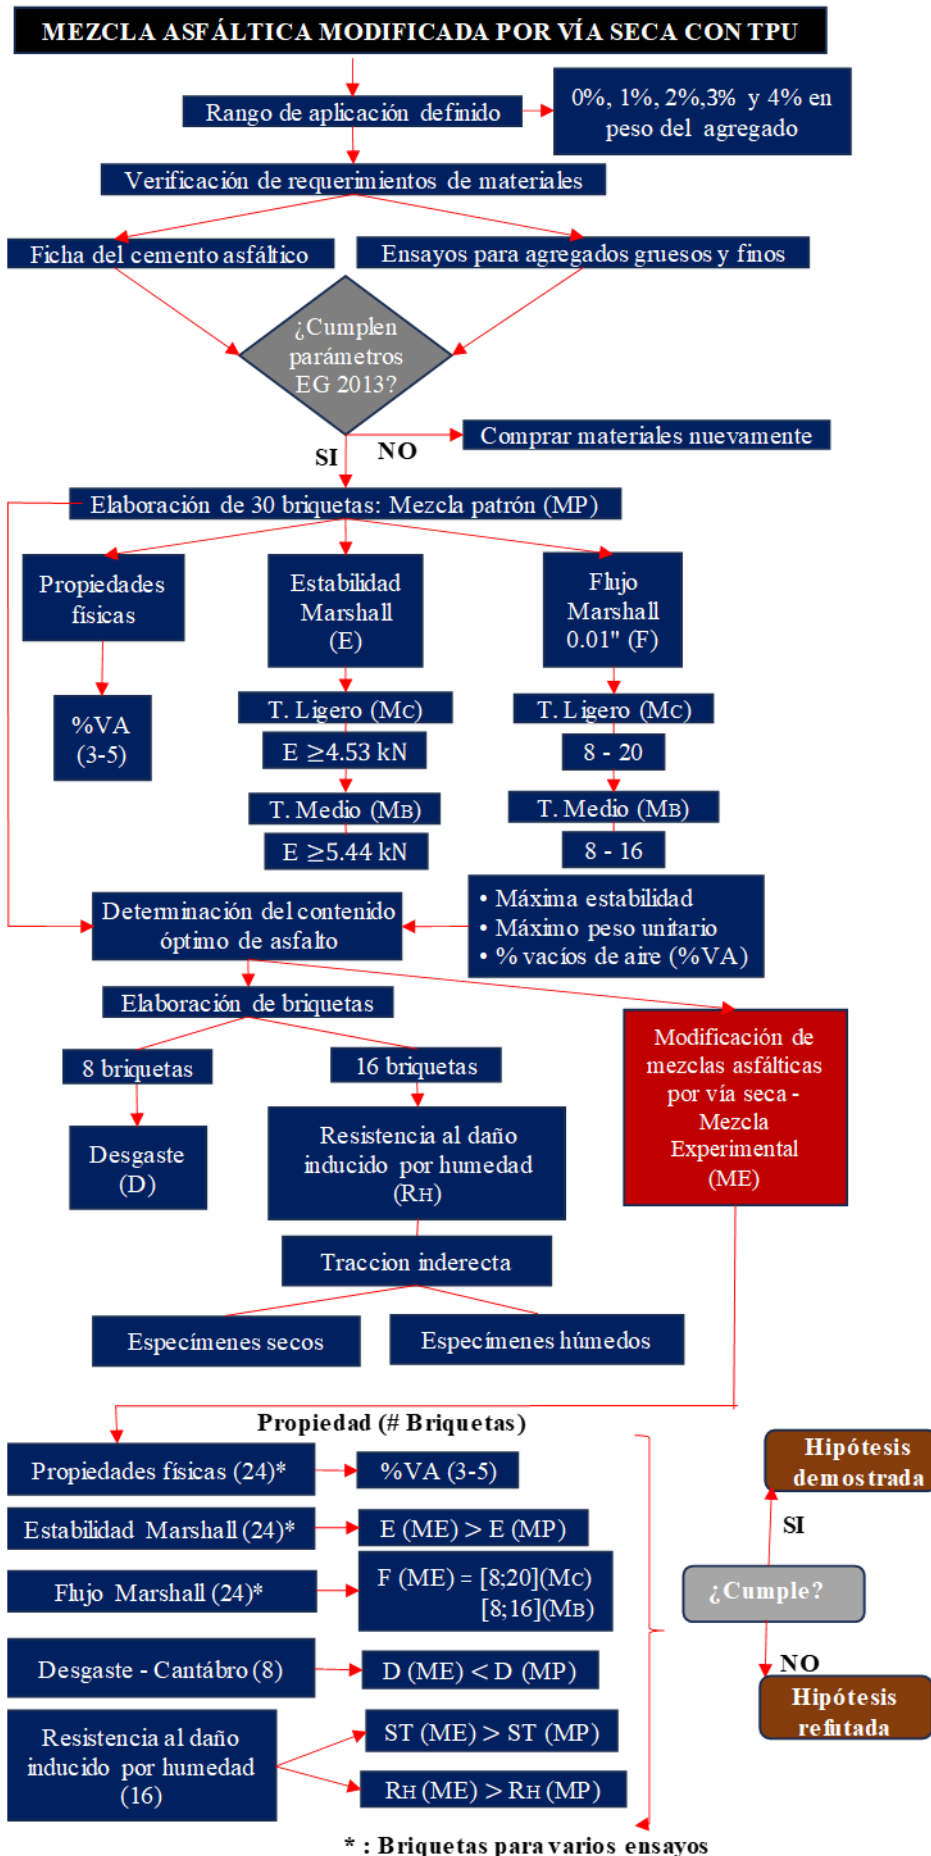 MEZCLA ASFÁLTICA MODIFICADA POR VÍA SECA CON TPU
Rango de aplicación definido
0%, 1%, 2%,3% y 4% en
peso del agregado
Verificación de requerimientos de materiales
Ficha del cemento asfáltico
Ensayos para agregados gruesos y finos
¿Cumplen
parámetros
EG 2013?
SI
NO
Comprar materiales nuevamente
Elaboración de 30 briquetas: Mezcla patrón (MP)
Propiedades
físicas
Estabilidad
Marshall
(E)
Flujo
Marshall
0.01" (F)
%VA
(3-5)
T. Ligero (Mc)
E ≥4.53 kN
T. Medio (MB)
E ≥5.44 kN
T. Ligero (Mc)
8 - 20
T. Medio (MB)
8 - 16
Determinación del contenido
óptimo de asfalto
• Máxima estabilidad
• Máximo peso unitario
• % vacíos de aire (%VA)
Elaboración de briquetas
8 briquetas
16 briquetas
Desgaste
(D)
Resistencia al daño
inducido por humedad
(RH)
Modificación de
mezclas asfálticas
por vía seca -
Mezcla
Experimental
(ME)
Traccion inderecta
Especímenes secos
Especímenes húmedos
Propiedad (# Briquetas)
Propiedades físicas (24)*
%VA (3-5)
Estabilidad Marshall (24)*
E (ME) > E (MP)
Flujo Marshall (24)*
F (ME) = [8;20](Mc)
[8;16](MB)
Desgaste - Cantábro (8)
D (ME) < D (MP)
Resistencia al daño
inducido por humedad
(16)
ST (ME) > ST (MP)
RH (ME) > RH (MP)
Hipótesis
demostrada
SI
¿Cumple?
NO
Hipótesis
refutada
* : Briquetas para varios ensayos